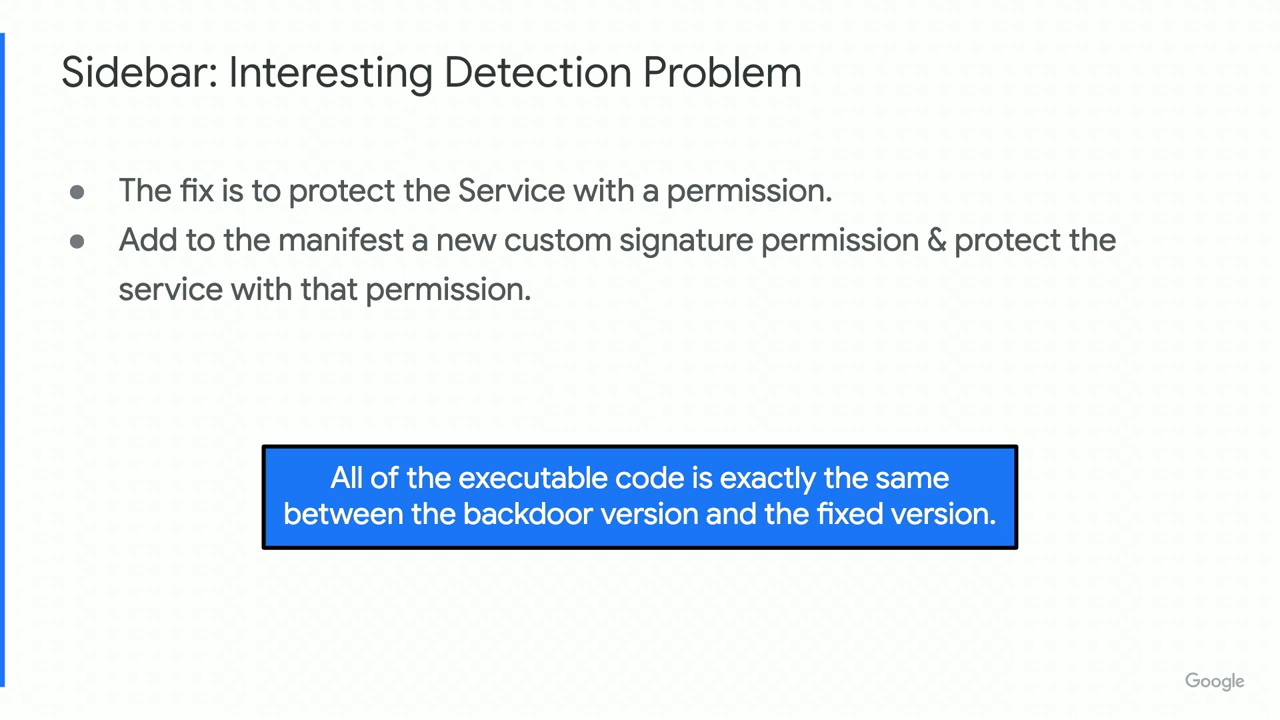 Sidebar: Interesting Detection Problem
● The fix is to protect the Service with a permission.
● Add to the manifest a new custom signature permission & protect the
service with that permission.
All of the executable code is exactly the same
between the backdoor version and the fixed version.
Google